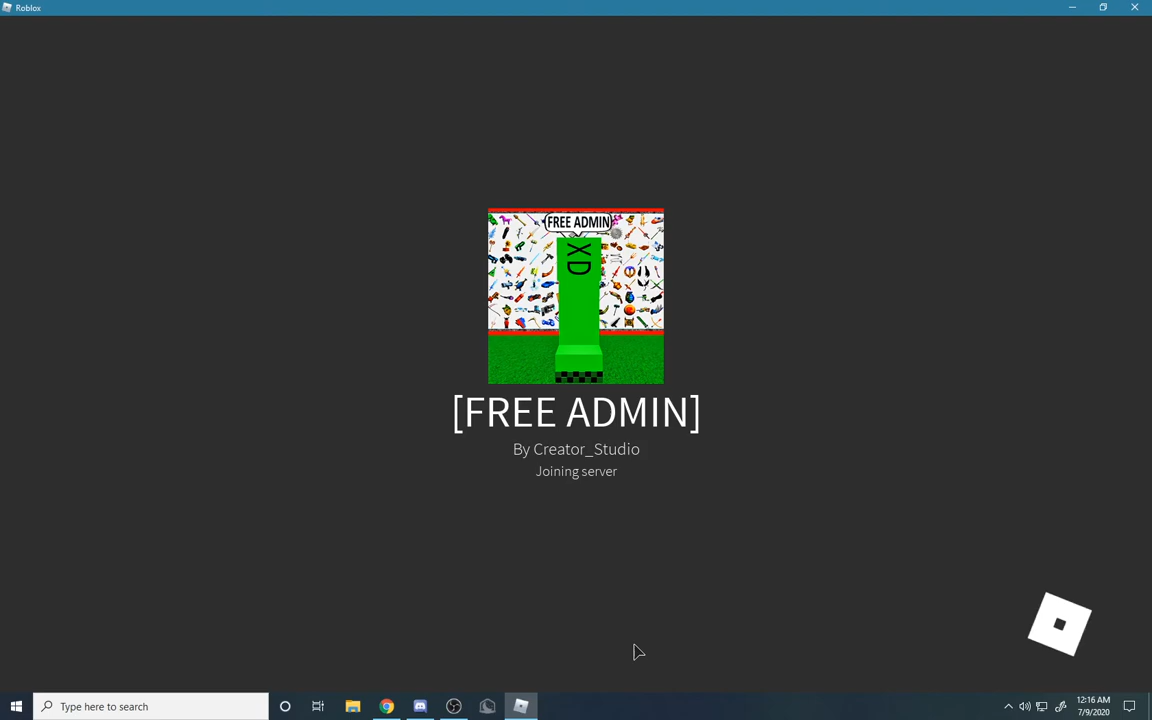 Roblox
FREE ADMIN
XD
[FREE ADMIN]
By Creator_Studio
Joining server
Type here to search
12:16 AM
7/9/2020